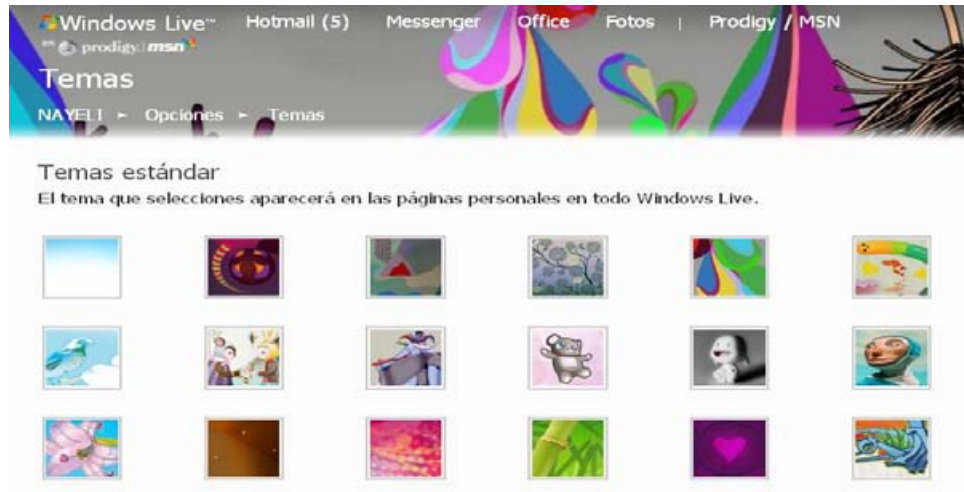 Windows Live™ Hotmail (5) Messenger Office Fotos | Prodigy / MSN
en prodigy msn
Temas
NAYELI ► Opciones ► Temas
Temas estándar
El tema que selecciones aparecerá en las páginas personales en todo Windows Live.